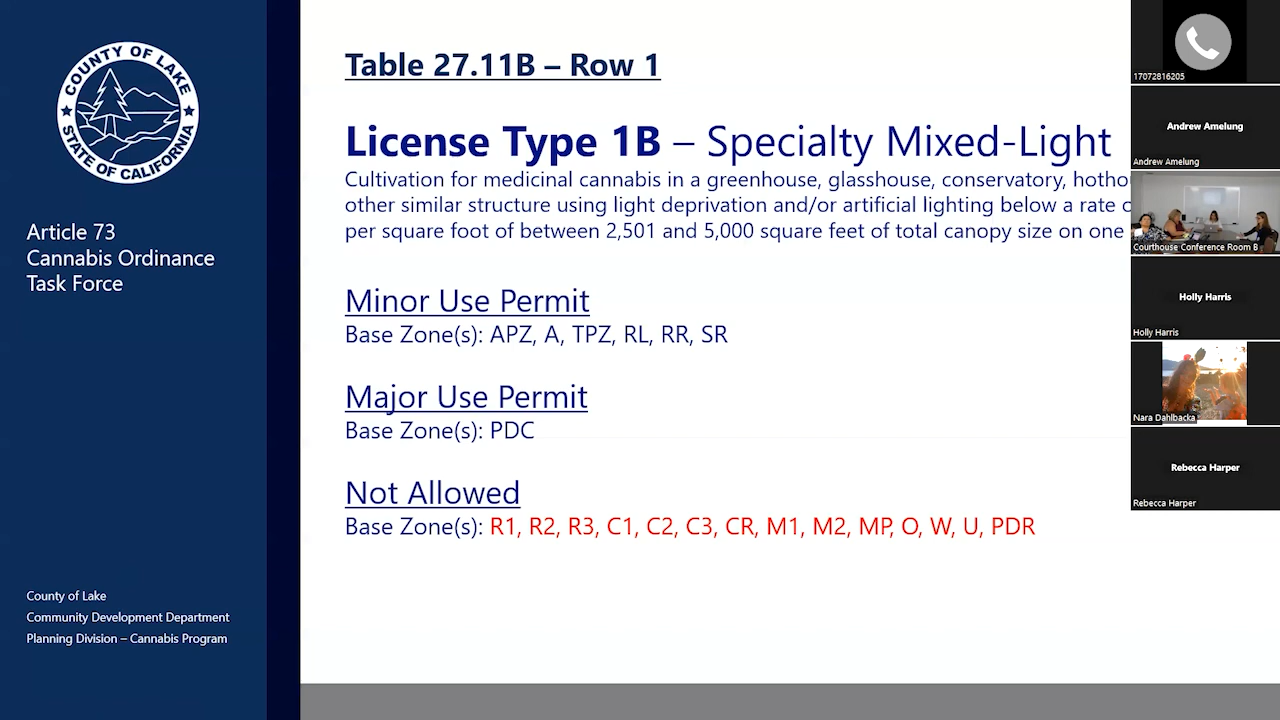 COUNTY OF LAKE
STATE OF CALIFORNIA
Article 73
Cannabis Ordinance
Task Force
County of Lake
Community Development Department
Planning Division – Cannabis Program
Table 27.11B – Row 1
License Type 1B – Specialty Mixed-Light
Cultivation for medicinal cannabis in a greenhouse, glasshouse, conservatory,
other similar structure using light deprivation and/or artificial lighting below a rate
per square foot of between 2,501 and 5,000 square feet of total canopy size on one
Minor Use Permit
Base Zone(s): APZ, A, TPZ, RL, RR, SR
Major Use Permit
Base Zone(s): PDC
Not Allowed
Base Zone(s): R1, R2, R3, C1, C2, C3, CR, M1, M2, MP, O, W, U, PDR
17072816205
Andrew Amelung
Andrew Amelung
Courthouse Conference Room B
Holly Harris
Holly Harris
Nara Dahlbacka
Rebecca Harper
Rebecca Harper